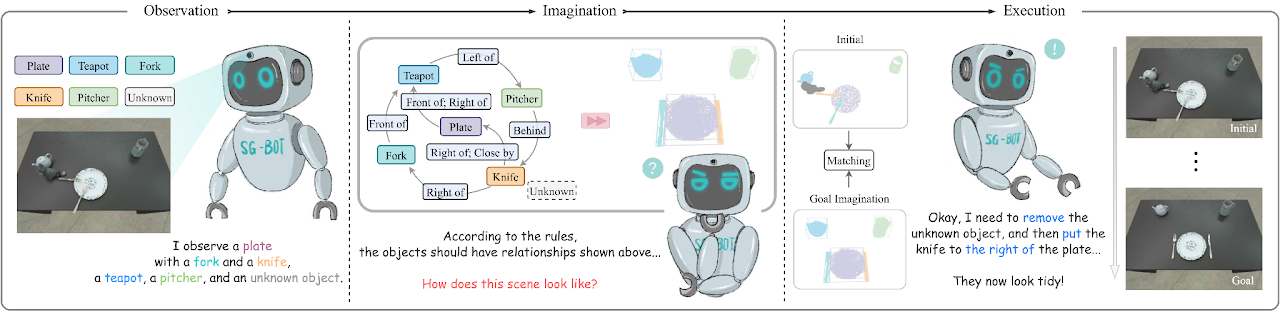 Observation
Imagination
Execution
Plate
Teapot
Fork
Knife
Pitcher
Unknown
SG-BOT
I observe a plate
with a fork and a knife,
a teapot, a pitcher, and an unknown object.
Left of
Teapot
Front of; Right of
Pitcher
Front of
Plate
Behind
Fork
Right of; Close by
Knife
Right of
Unknown
?
SG-BOT
According to the rules,
the objects should have relationships shown above...
How does this scene look like?
Initial
Matching
Goal Imagination
!
SG-BOT
Okay, I need to remove the
unknown object, and then put the
knife to the right of the plate...
They now look tidy!
Initial
Goal